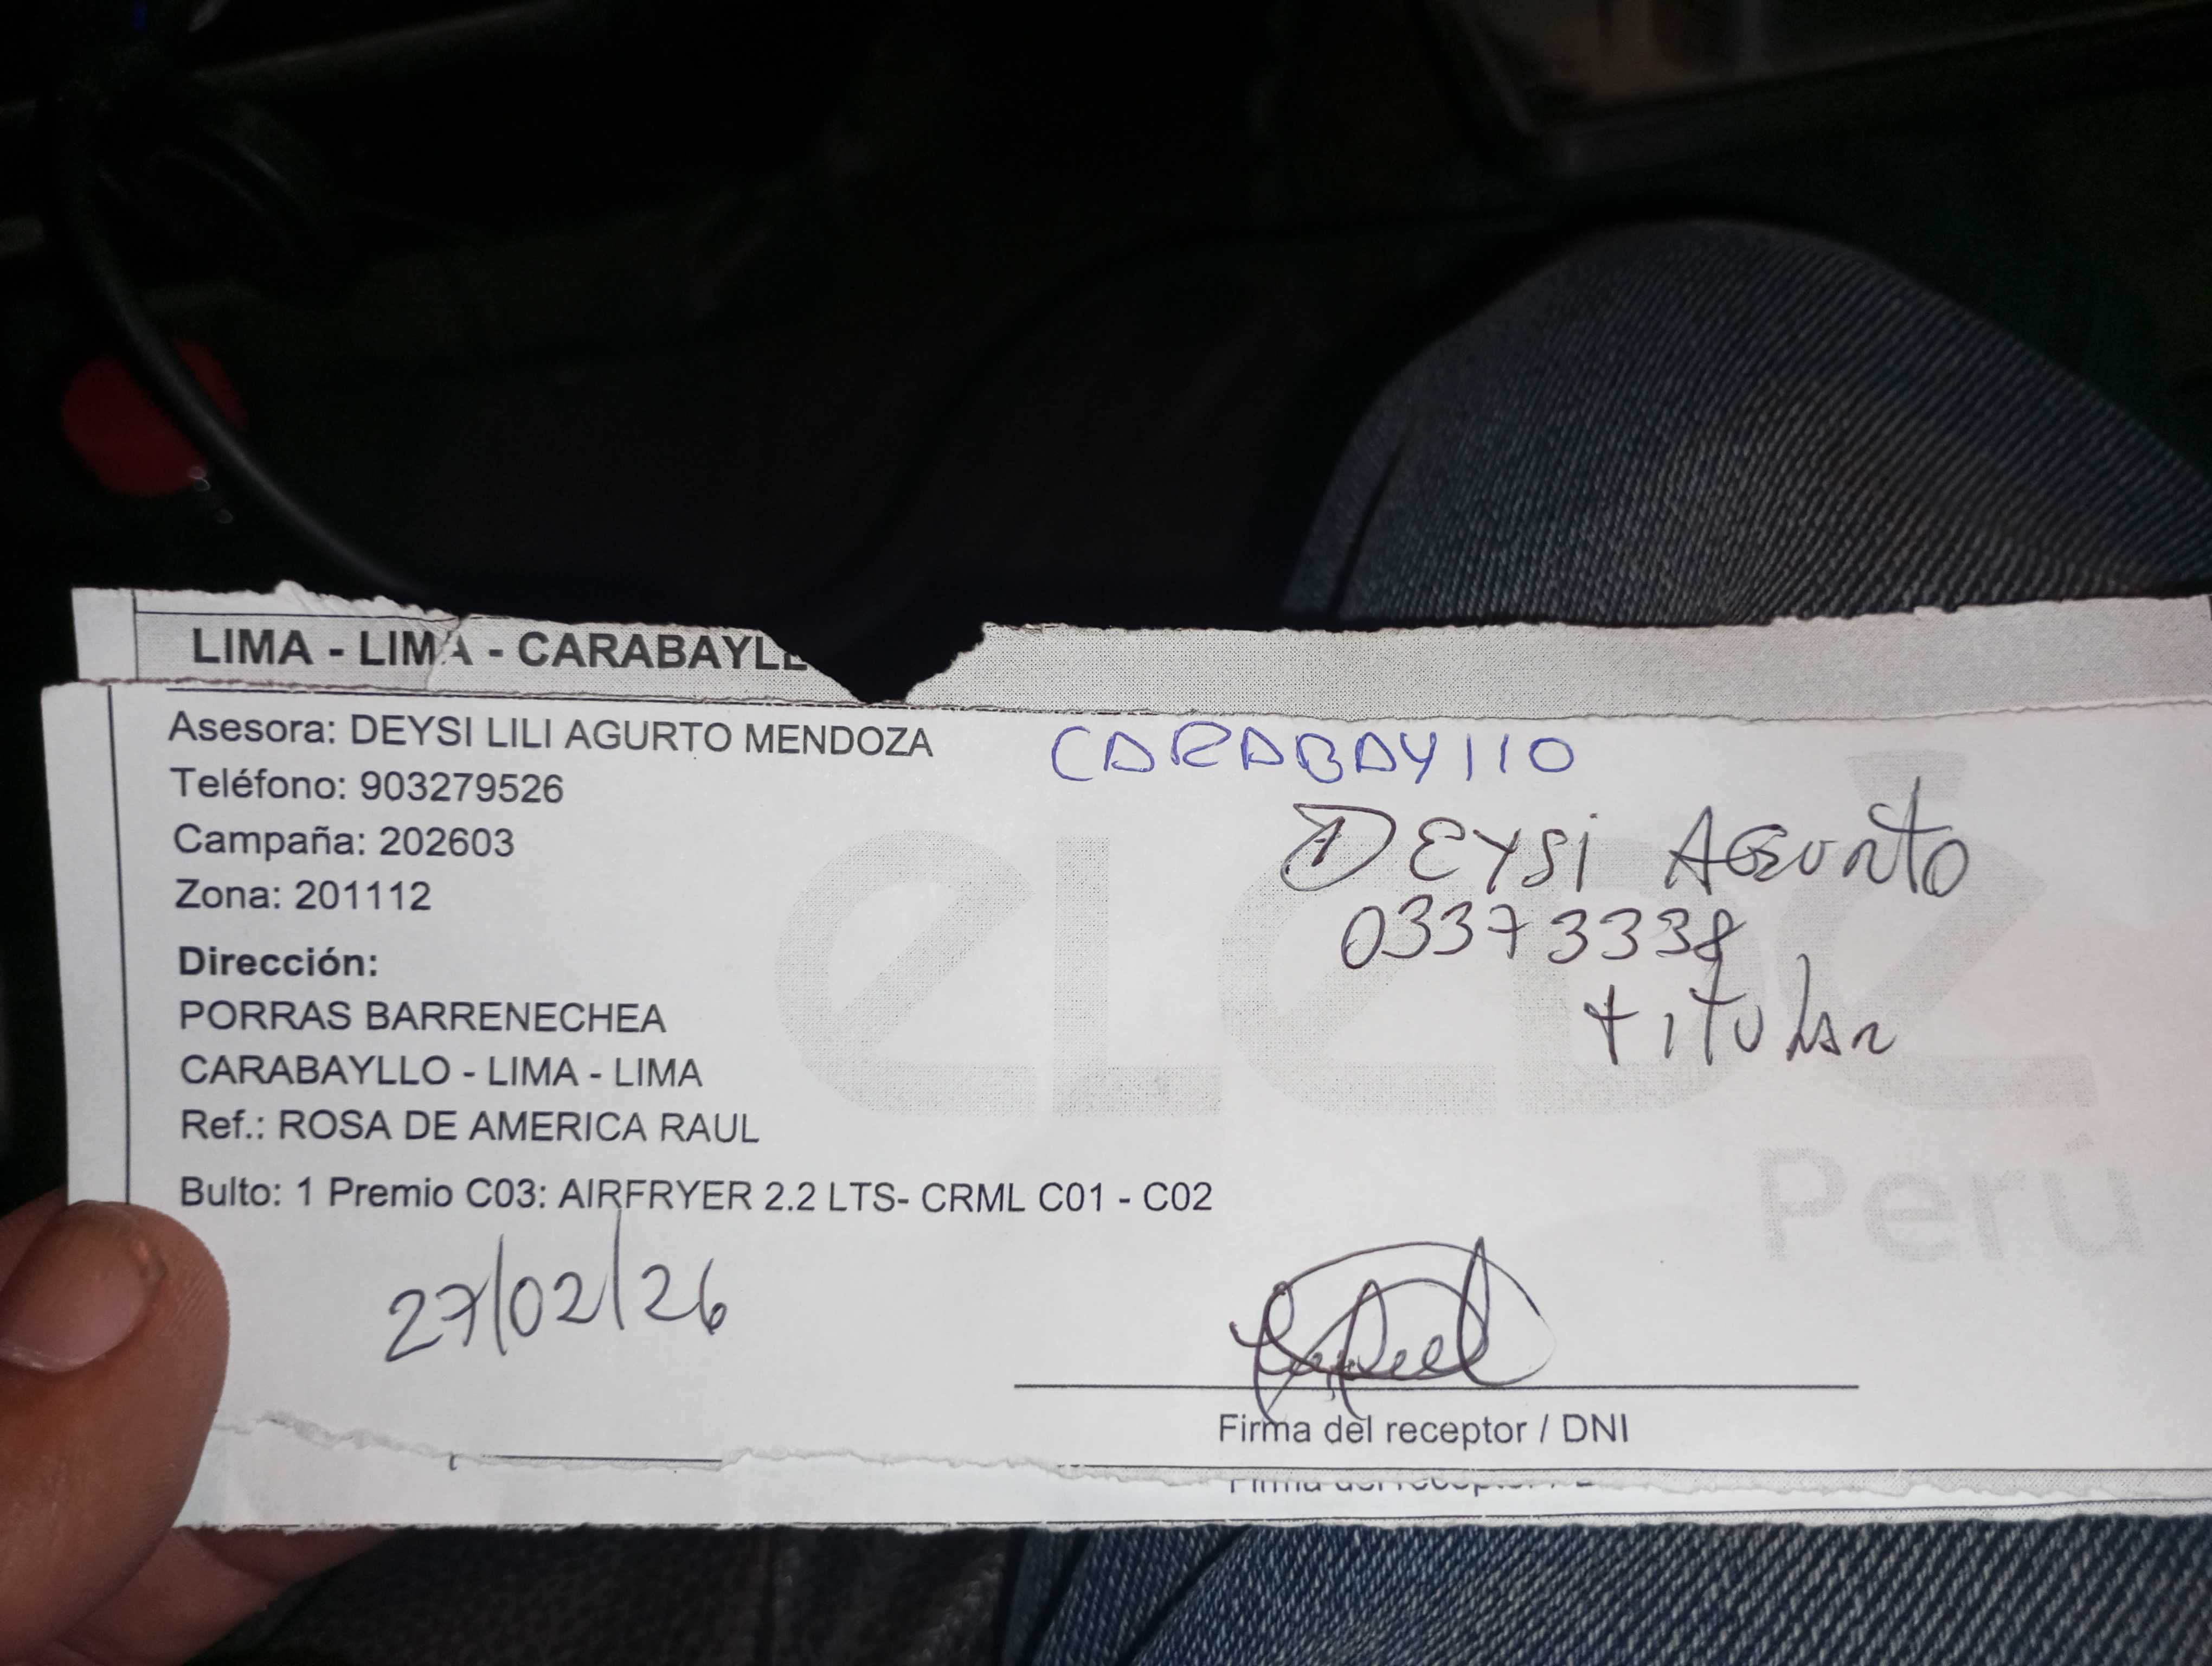 LIMA - LIMA - CARABAYLL
Asesora: DEYSI LILI AGURTO MENDOZA
CARABAYllO
Teléfono: 903279526
DEYSi AGurto
Campaña: 202603
Zona: 201112
03373338
Dirección:
titular
PORRAS BARRENECHEA
CARABAYLLO - LIMA - LIMA
Ref.: ROSA DE AMERICA RAUL
elebe
Perú
Bulto: 1 Premio C03: AIRFRYER 2.2 LTS- CRML C01 - C02
27/02/26
Firma del receptor / DNI